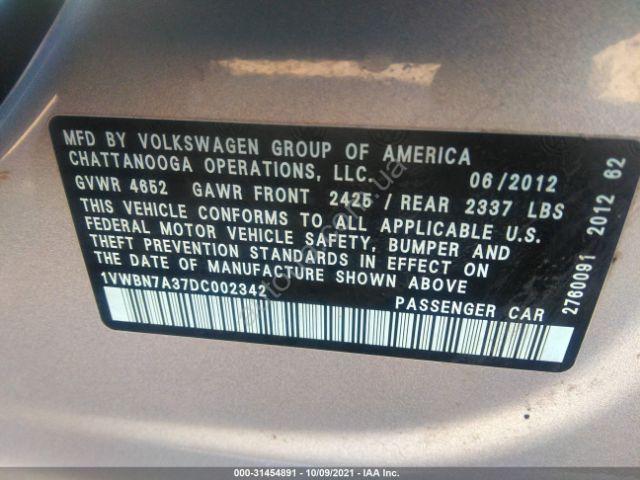 MFD BY VOLKSWAGEN GROUP OF AMERICA
CHATTANOOGA OPERATIONS, LLC. 06/2012
GVWR 4652 GAWR FRONT 2425 / REAR 2337 LBS
THIS VEHICLE CONFORMS TO ALL APPLICABLE U.S.
FEDERAL MOTOR VEHICLE SAFETY, BUMPER AND
THEFT PREVENTION STANDARDS IN EFFECT ON
THE DATE OF MANUFACTURE SHOWN ABOVE
1VWBN7A37DC002342
PASSENGER CAR
2760091 2012 62
000-31454891 - 10/09/2021 - IAA Inc.